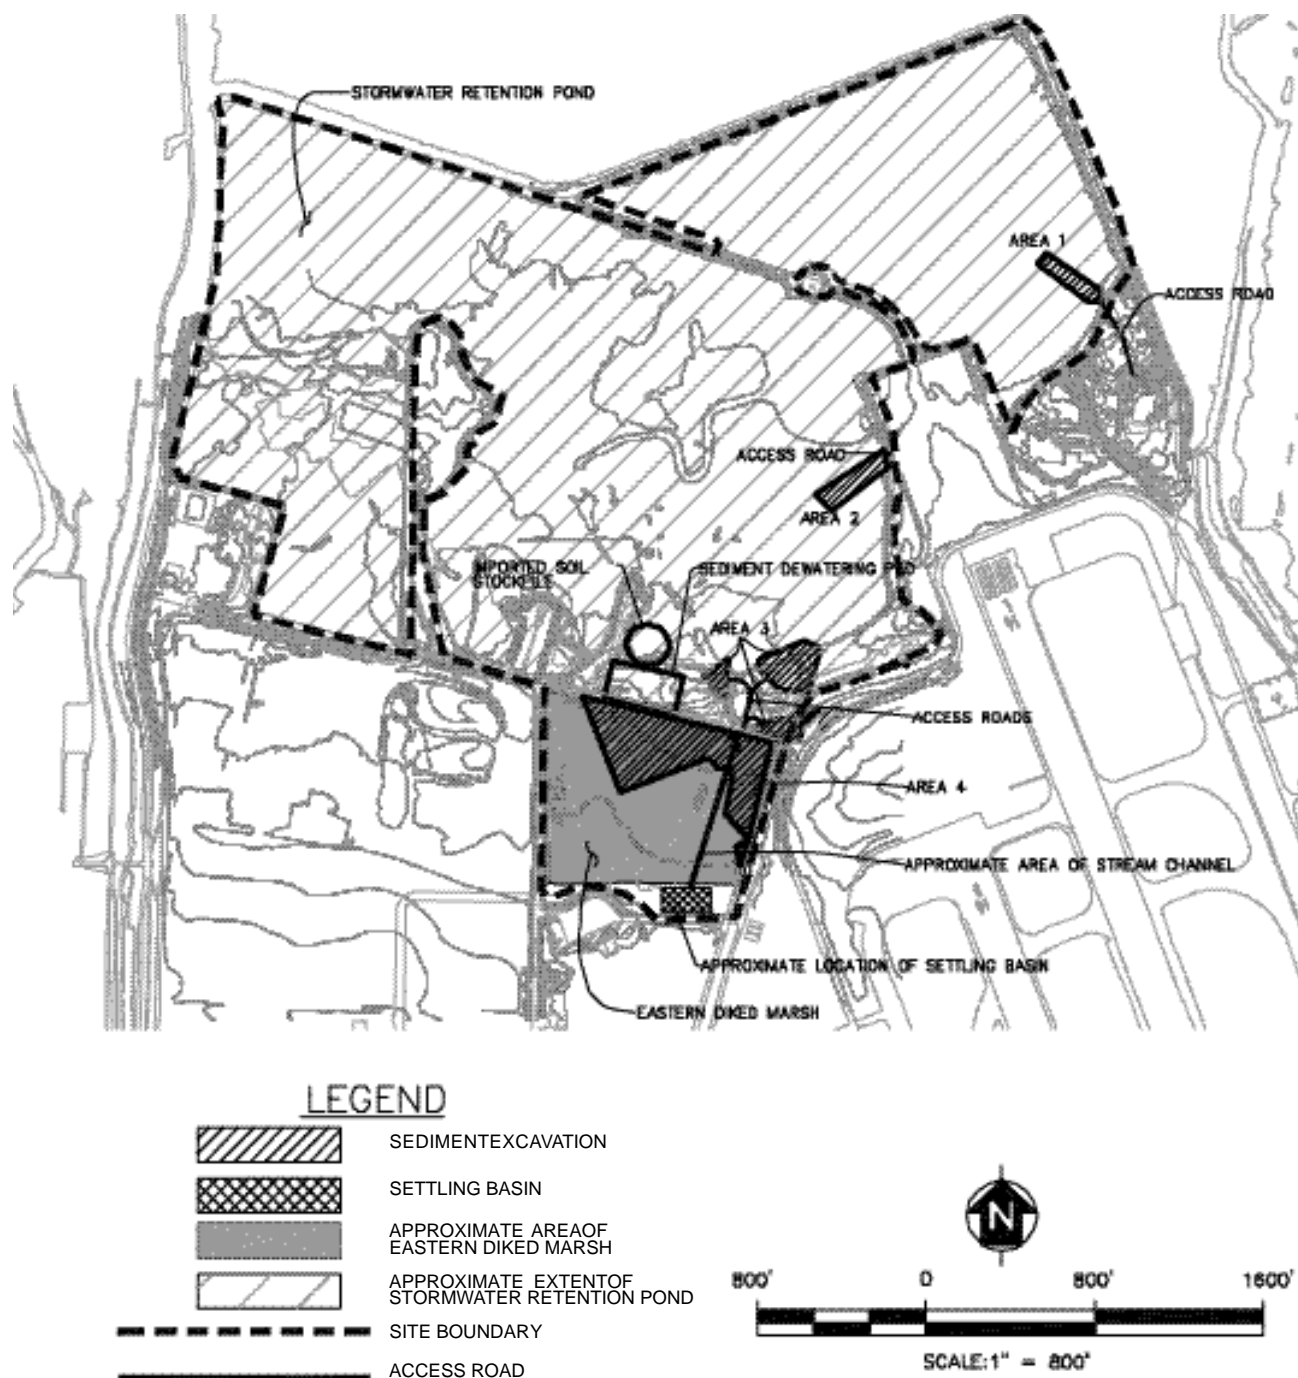 STORMWATER RETENTION POND
AREA 1
ACCESS ROAD
ACCESS ROAD
AREA 2
IMPORTED SOIL
STOCKPILE
SEDIMENT DEWATERING PAD
AREA 3
ACCESS ROADS
AREA 4
APPROXIMATE AREA OF STREAM CHANNEL
APPROXIMATE LOCATION OF SETTLING BASIN
EASTERN DIKED MARSH
LEGEND
SEDIMENTEXCAVATION
SETTLING BASIN
APPROXIMATE AREAOF
EASTERN DIKED MARSH
APPROXIMATE EXTENTOF
STORMWATER RETENTION POND
SITE BOUNDARY
ACCESS ROAD
N
800' 0 800' 1600'
SCALE:1" = 800'